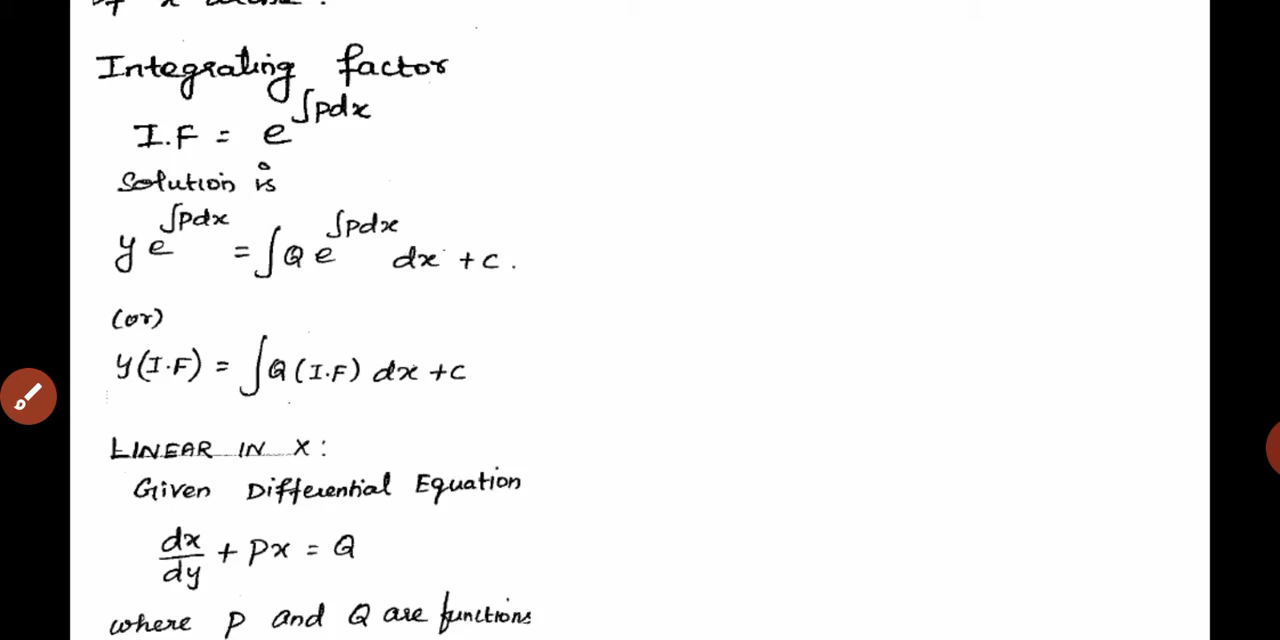 Integrating factor
I.F = e^∫Pdx
Solution is
y e^∫Pdx = ∫Q e^∫Pdx dx + c.
(or)
y(I.F) = ∫Q(I.F) dx + c
LINEAR IN X:
Given Differential Equation
dx/dy + Px = Q
where P and Q are functions